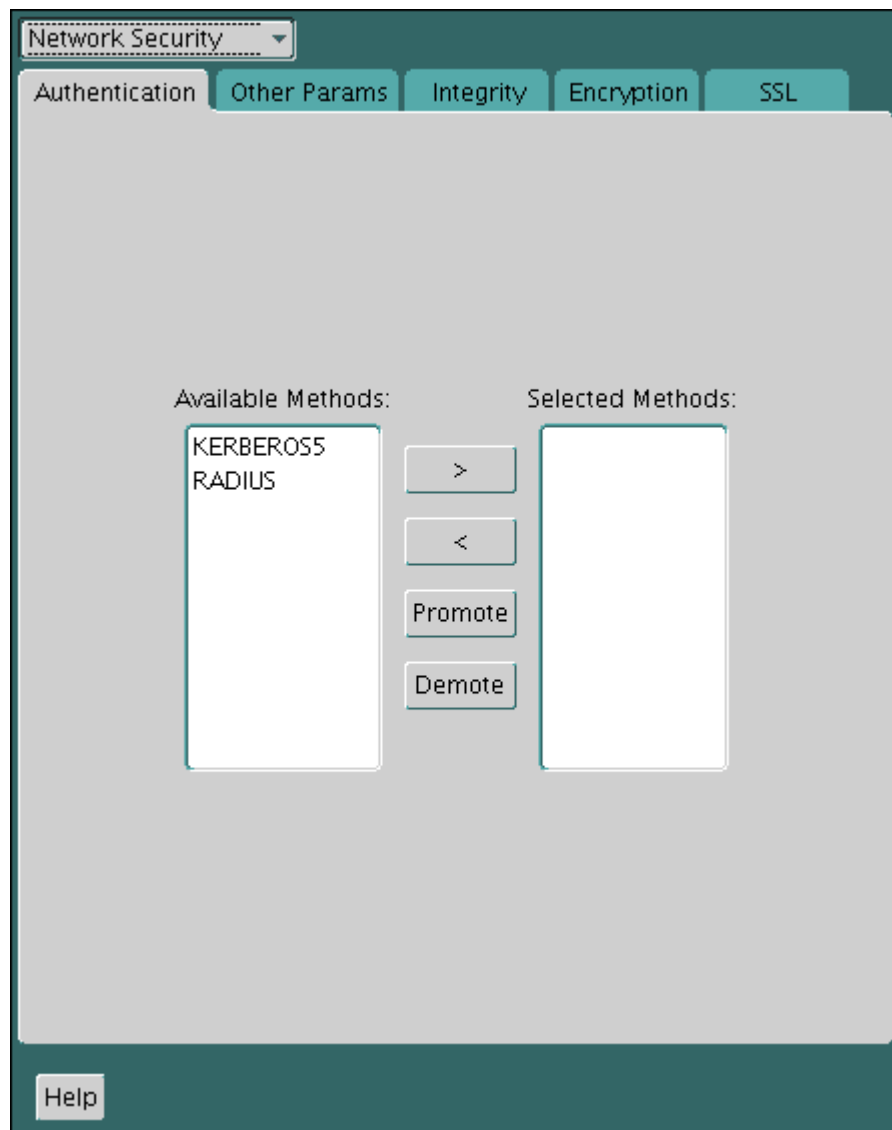 Network Security
Authentication Other Params Integrity Encryption SSL
Available Methods: Selected Methods:
KERBEROS5
RADIUS
>
<
Promote
Demote
Help